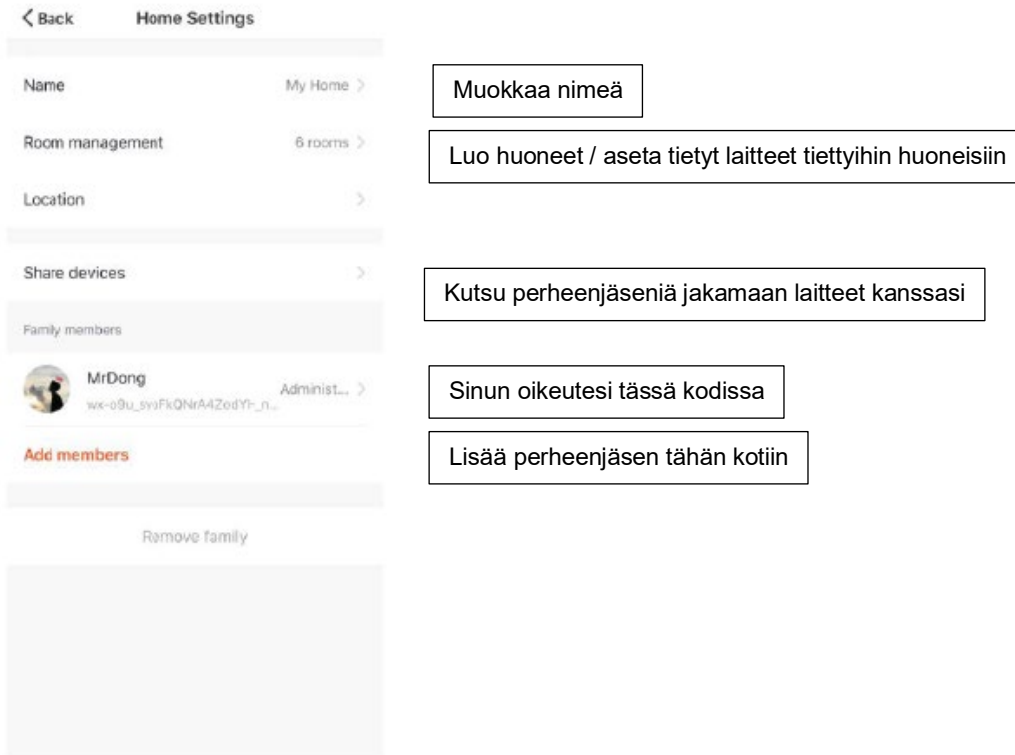 Back Home Settings
Name My Home Muokkaa nimeä
Room management 6 rooms Luo huoneet / aseta tietyt laitteet tiettyihin huoneisiin
Location
Share devices Kutsu perheenjäseniä jakamaan laitteet kanssasi
Family members
MrDong Administ... Sinun oikeutesi tässä kodissa
Add members Lisää perheenjäsen tähän kotiin
Remove family